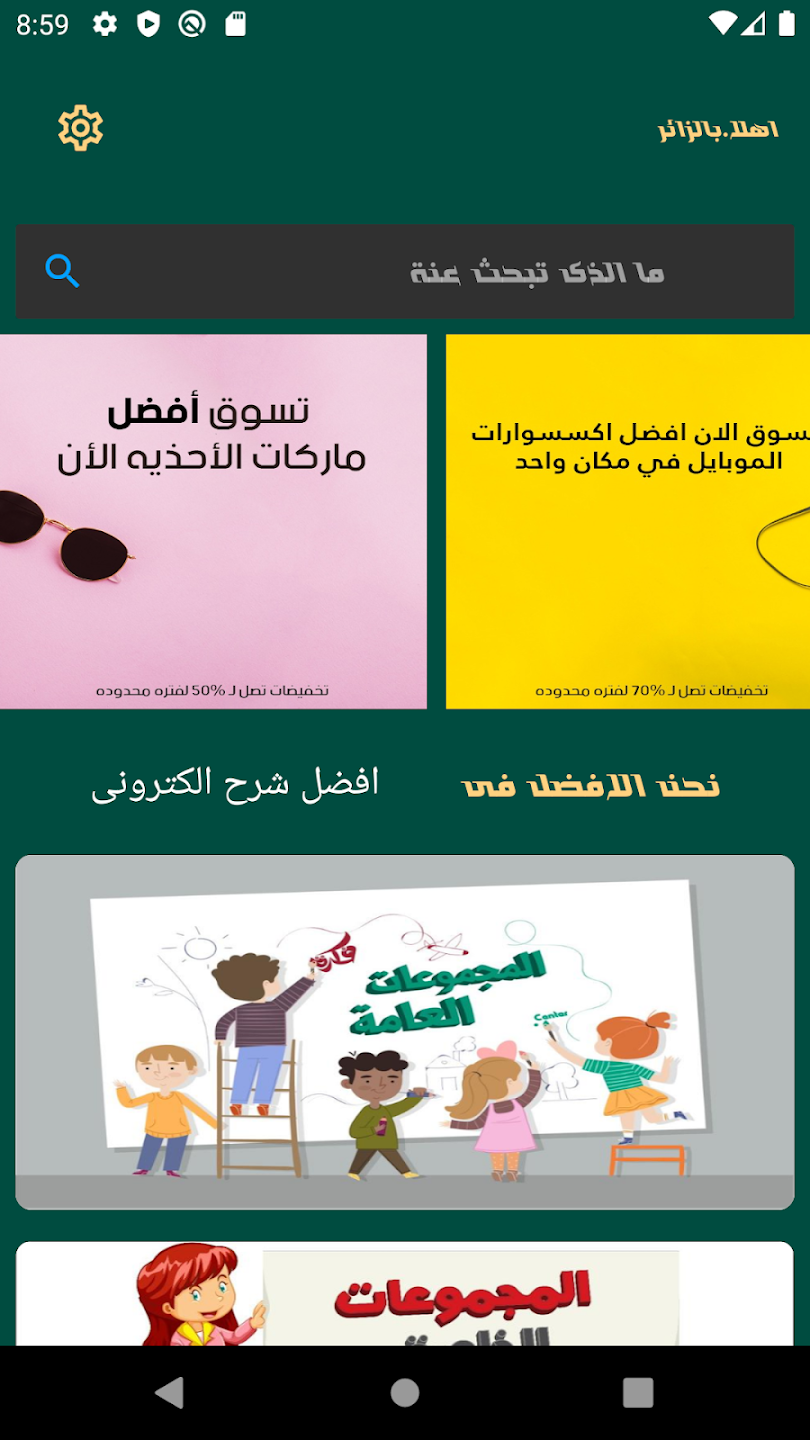 8:59
اهلا.بالزائر
ما الذى تبحث عنة
تسوق أفضل
ماركات الأحذيه الأن
تخفيضات تصل لـ 50% لفتره محدوده
سوق الان افضل اكسسوارات
الموبايل في مكان واحد
تخفيضات تصل لـ 70% لفتره محدوده
نحن الافضل فى
افضل شرح الكترونى
فكرة
المجموعات
العامة
Center
المجموعات